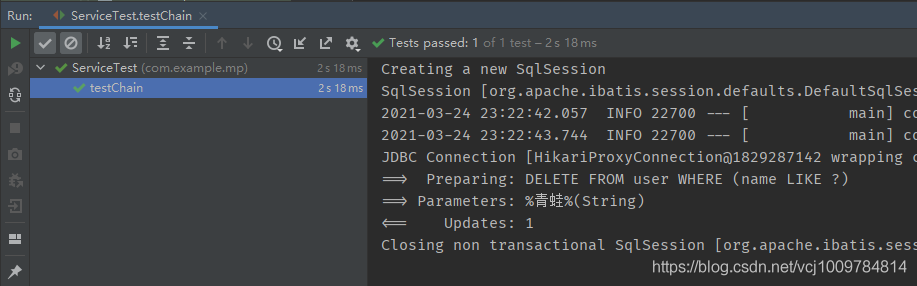 Run: ServiceTest.testChain ×
Tests passed: 1 of 1 test – 2 s 18 ms
ServiceTest (com.example.mp) 2 s 18 ms
testChain 2 s 18 ms
Creating a new SqlSession
SqlSession [org.apache.ibatis.session.defaults.DefaultSqlSes
2021-03-24 23:22:42.057  INFO 22700 --- [           main] co
2021-03-24 23:22:43.744  INFO 22700 --- [           main] co
JDBC Connection [HikariProxyConnection@1829287142 wrapping c
==>  Preparing: DELETE FROM user WHERE (name LIKE ?)
==> Parameters: %青蛙%(String)
<==    Updates: 1
Closing non transactional SqlSession [org.apache.ibatis.sess
https://blog.csdn.net/vcj1009784814